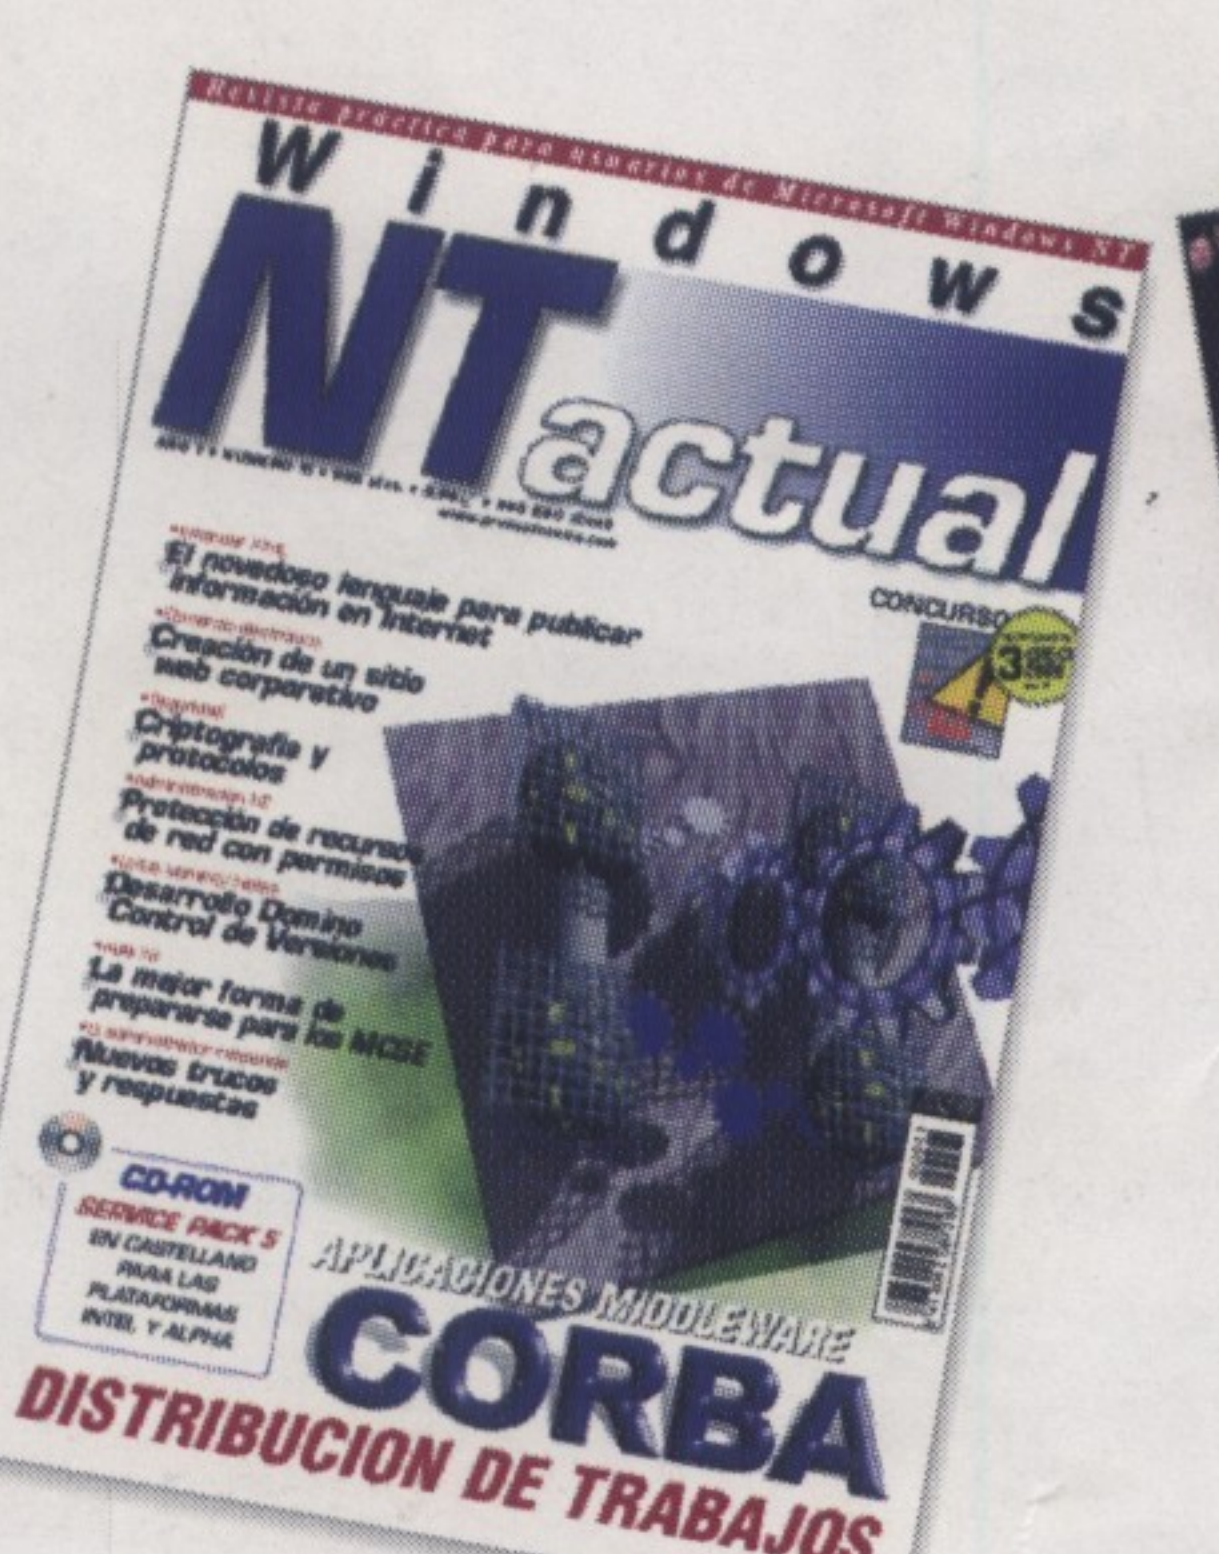 Revista práctica para usuarios de Microsoft Windows NT
Windows
NT actual
CONCURSO
3
El novedoso lenguaje para publicar
información en Internet
Creación de un sitio
web corporativo
Criptografía y
protocolos
Protección de recursos
de red con permisos
Desarrollo Domino
Control de Versiones
La mejor forma de
prepararse para los MCSE
Nuevos trucos
y respuestas
CD-ROM
SERVICE PACK 5
EN CASTELLANO
PARA LAS
PLATAFORMAS
INTEL Y ALPHA
APLICACIONES MIDDLEWARE
CORBA
DISTRIBUCION DE TRABAJOS